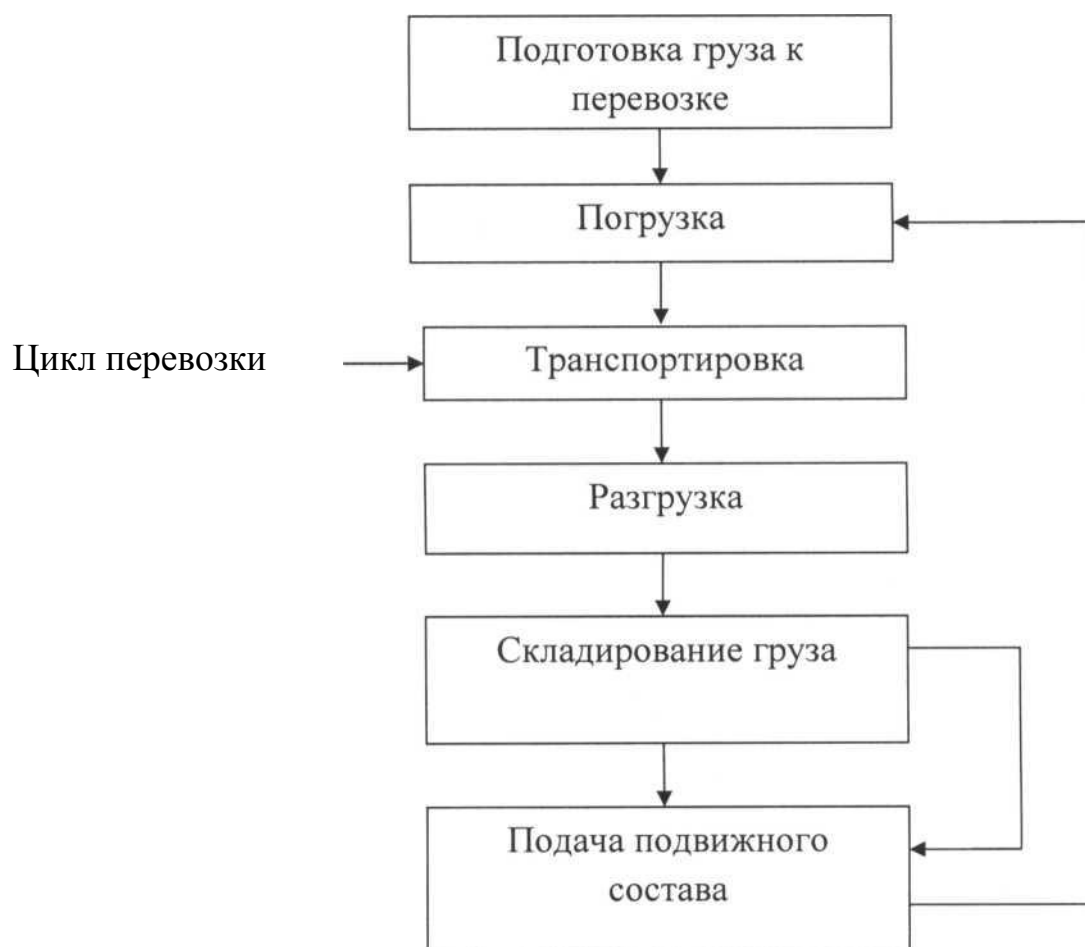 Подготовка груза к
перевозке
Погрузка
Цикл перевозки
Транспортировка
Разгрузка
Складирование груза
Подача подвижного
состава